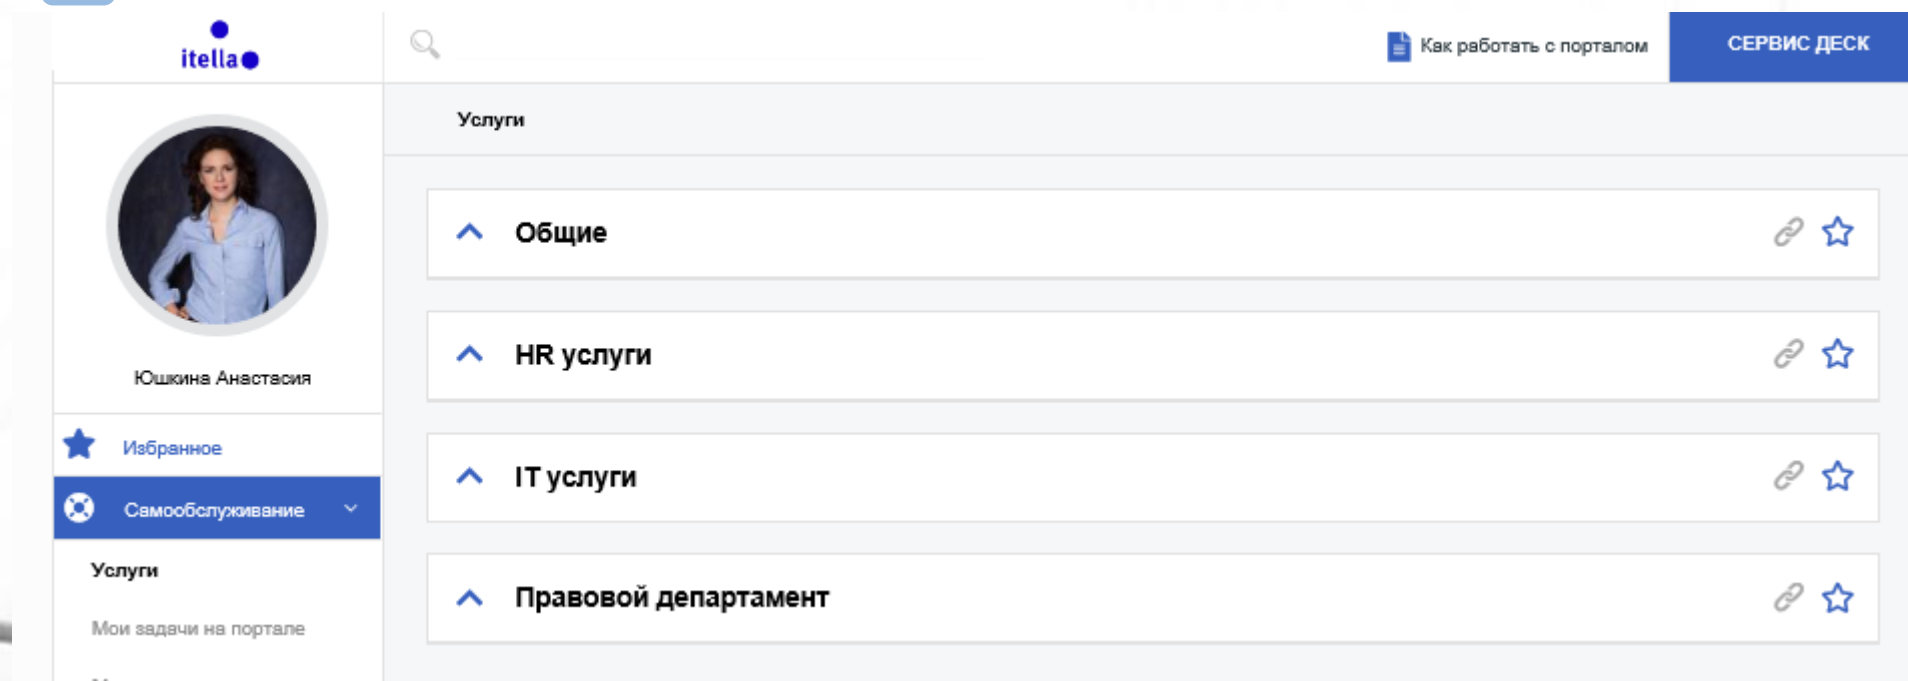 itella
Как работать с порталом
СЕРВИС ДЕСК
Услуги
Юшкина Анастасия
Избранное
Самообслуживание
Услуги
Мои задачи на портале
Общие
HR услуги
IT услуги
Правовой департамент